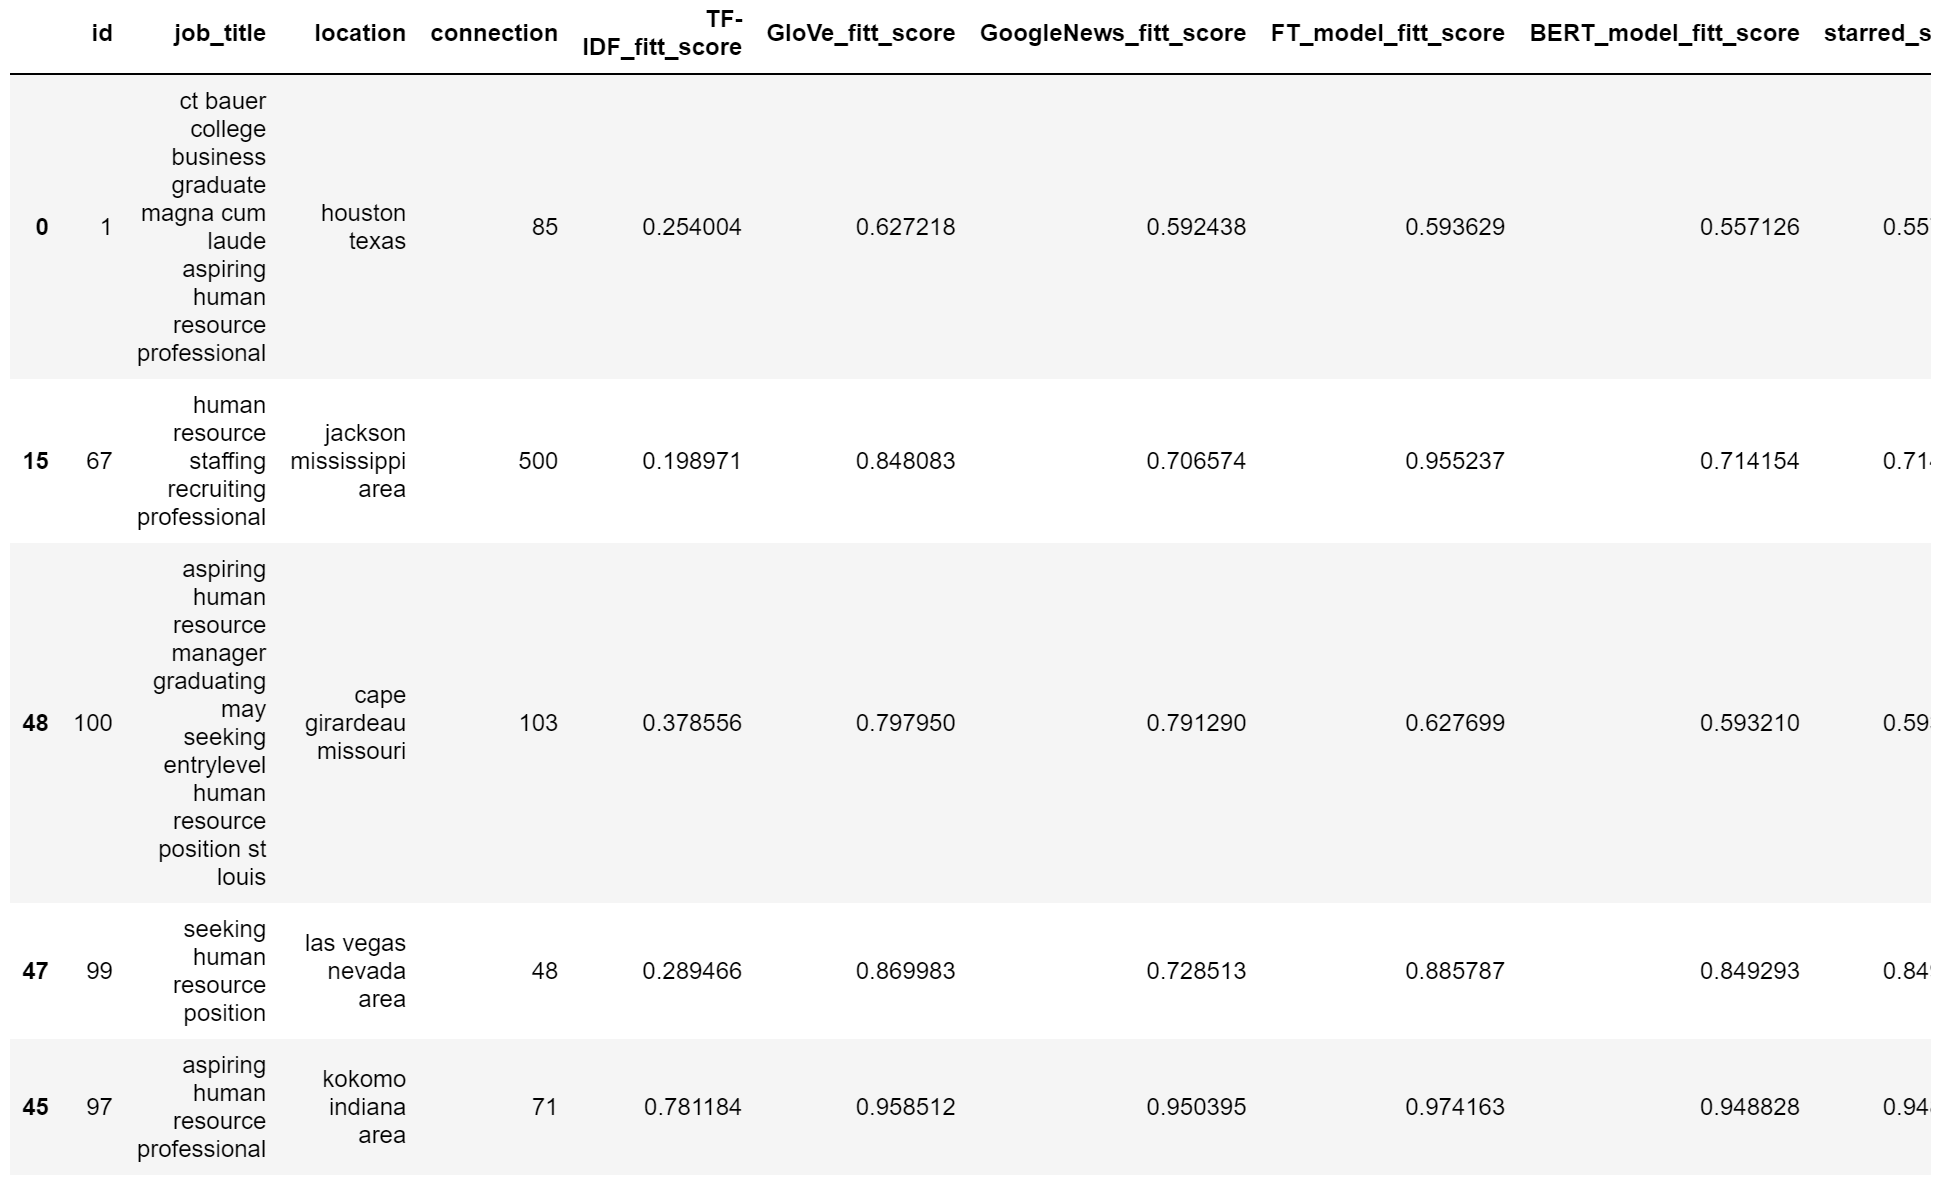 id job_title location connection TF-IDF_fitt_score GloVe_fitt_score GoogleNews_fitt_score FT_model_fitt_score BERT_model_fitt_score starred_s
0 1 ct bauer college business graduate magna cum laude aspiring human resource professional houston texas 85 0.254004 0.627218 0.592438 0.593629 0.557126 0.55
15 67 human resource staffing recruiting professional jackson mississippi area 500 0.198971 0.848083 0.706574 0.955237 0.714154 0.71
48 100 aspiring human resource manager graduating may seeking entrylevel human resource position st louis cape girardeau missouri 103 0.378556 0.797950 0.791290 0.627699 0.593210 0.59
47 99 seeking human resource position las vegas nevada area 48 0.289466 0.869983 0.728513 0.885787 0.849293 0.84
45 97 aspiring human resource professional kokomo indiana area 71 0.781184 0.958512 0.950395 0.974163 0.948828 0.94